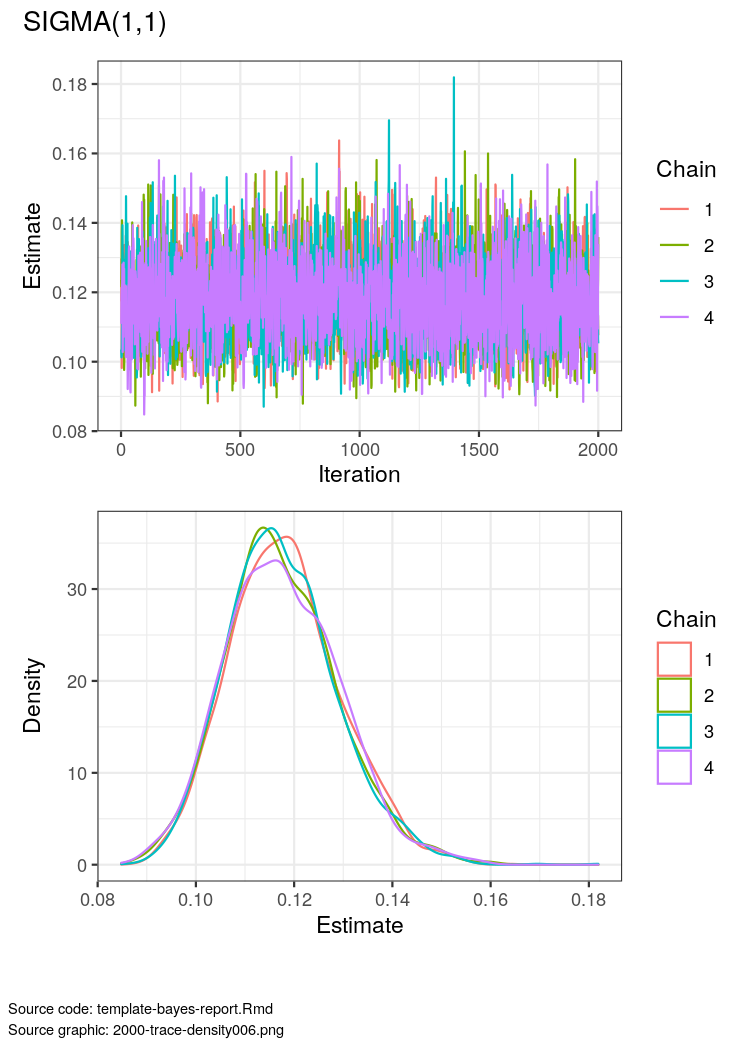 SIGMA(1,1)
0.18
0.16
0.14
0.12
0.10
0.08
Estimate
0 500 1000 1500 2000
Iteration
Chain
1
2
3
4
30
20
10
0
Density
0.08 0.10 0.12 0.14 0.16 0.18
Estimate
Chain
1
2
3
4
Source code: template-bayes-report.Rmd
Source graphic: 2000-trace-density006.png